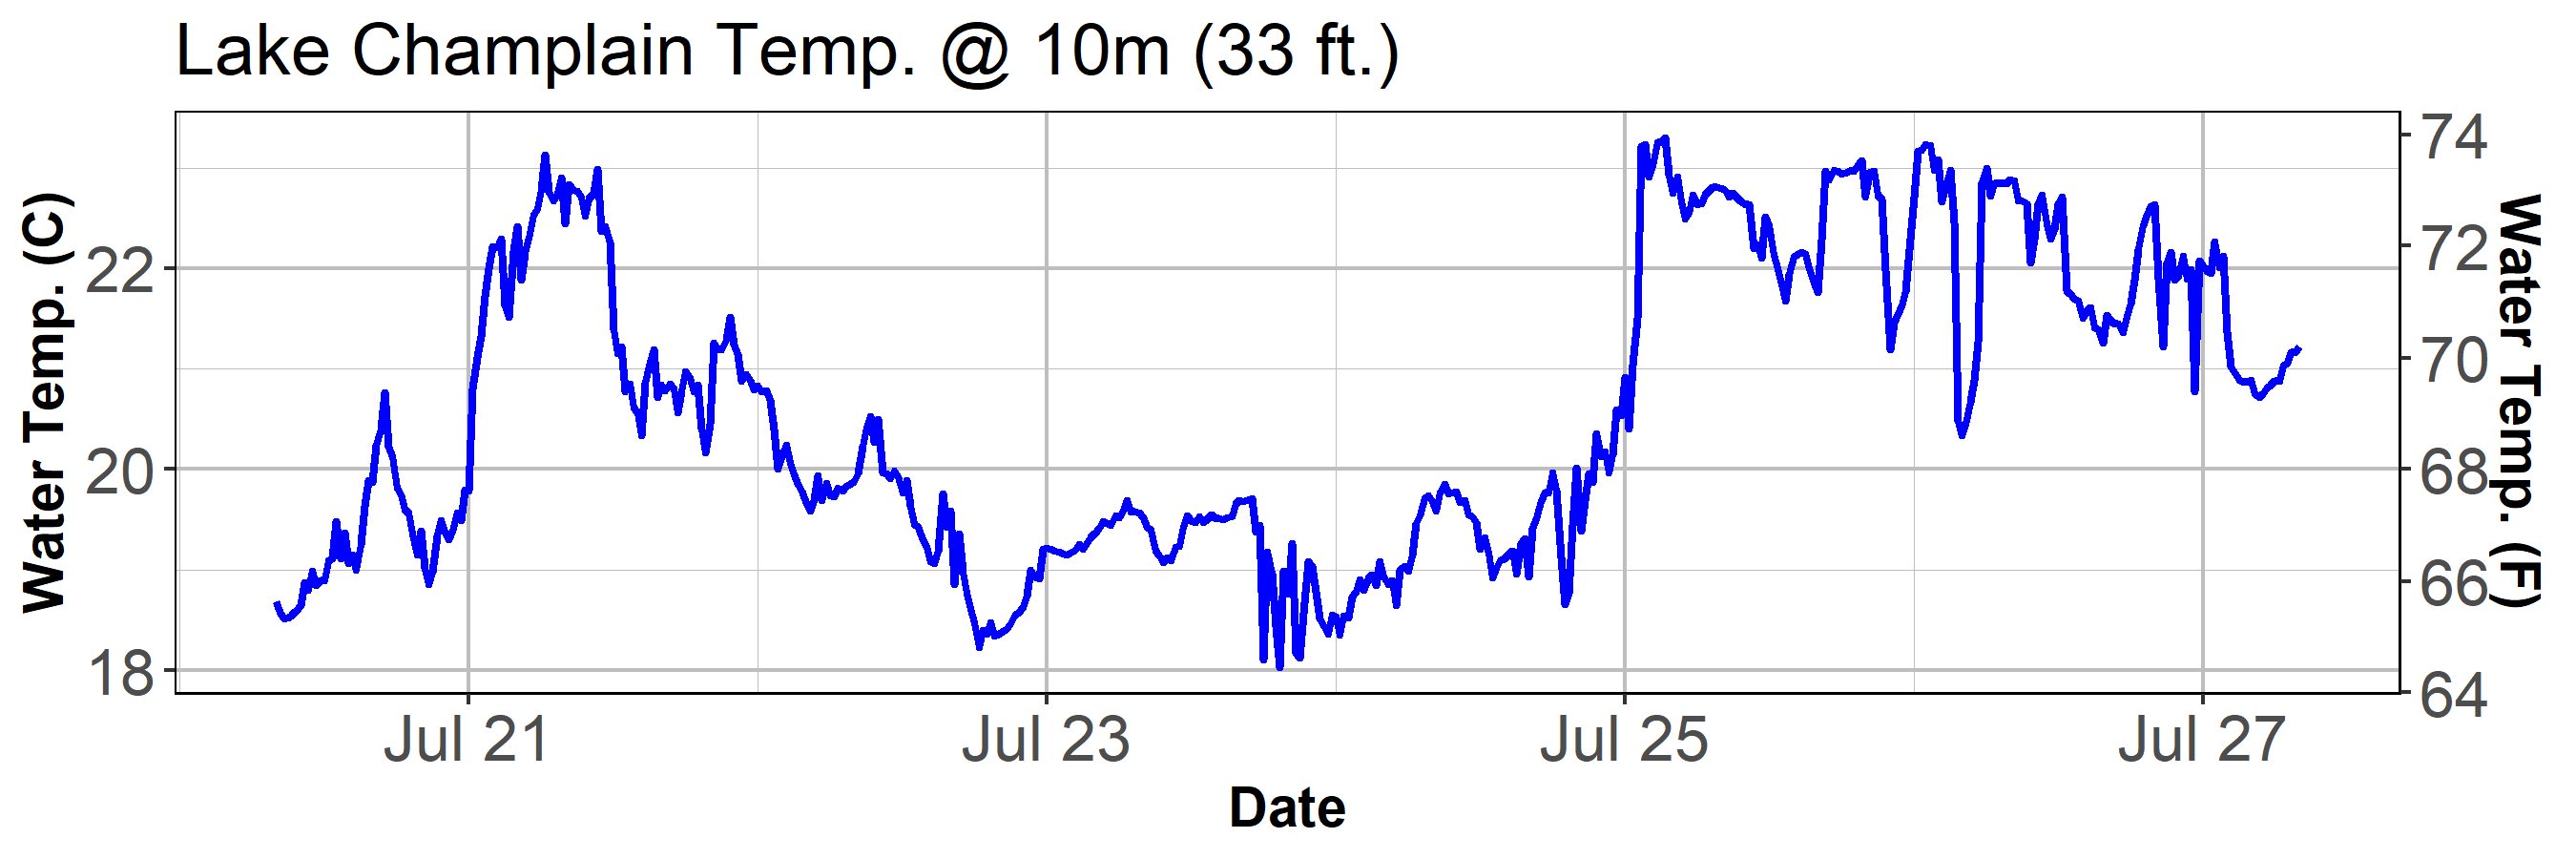 Lake Champlain Temp. @ 10m (33 ft.)
Water Temp. (C)
22
20
18
74
72
70
68
66
64
Water Temp. (F)
Jul 21
Jul 23
Jul 25
Jul 27
Date